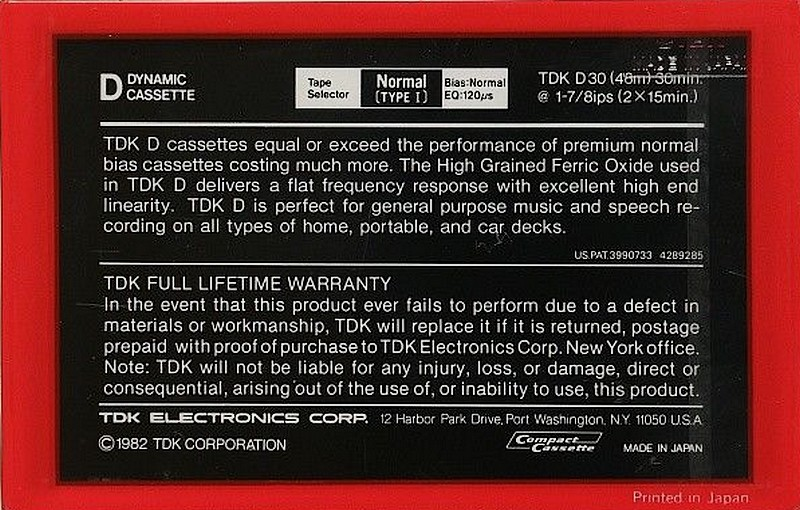 D DYNAMIC CASSETTE
Tape Selector Normal (TYPE I) Bias:Normal EQ:120µs
TDK D30 (48m) 30min.
@ 1-7/8ips (2×15min.)
TDK D cassettes equal or exceed the performance of premium normal
bias cassettes costing much more. The High Grained Ferric Oxide used
in TDK D delivers a flat frequency response with excellent high end
linearity. TDK D is perfect for general purpose music and speech re-
cording on all types of home, portable, and car decks.
US.PAT.3990733 4289285
TDK FULL LIFETIME WARRANTY
In the event that this product ever fails to perform due to a defect in
materials or workmanship, TDK will replace it if it is returned, postage
prepaid with proof of purchase to TDK Electronics Corp. New York office.
Note: TDK will not be liable for any injury, loss, or damage, direct or
consequential, arising out of the use of, or inability to use, this product.
TDK ELECTRONICS CORP. 12 Harbor Park Drive, Port Washington, N.Y. 11050 U.S.A
©1982 TDK CORPORATION
Compact Cassette
MADE IN JAPAN
Printed in Japan